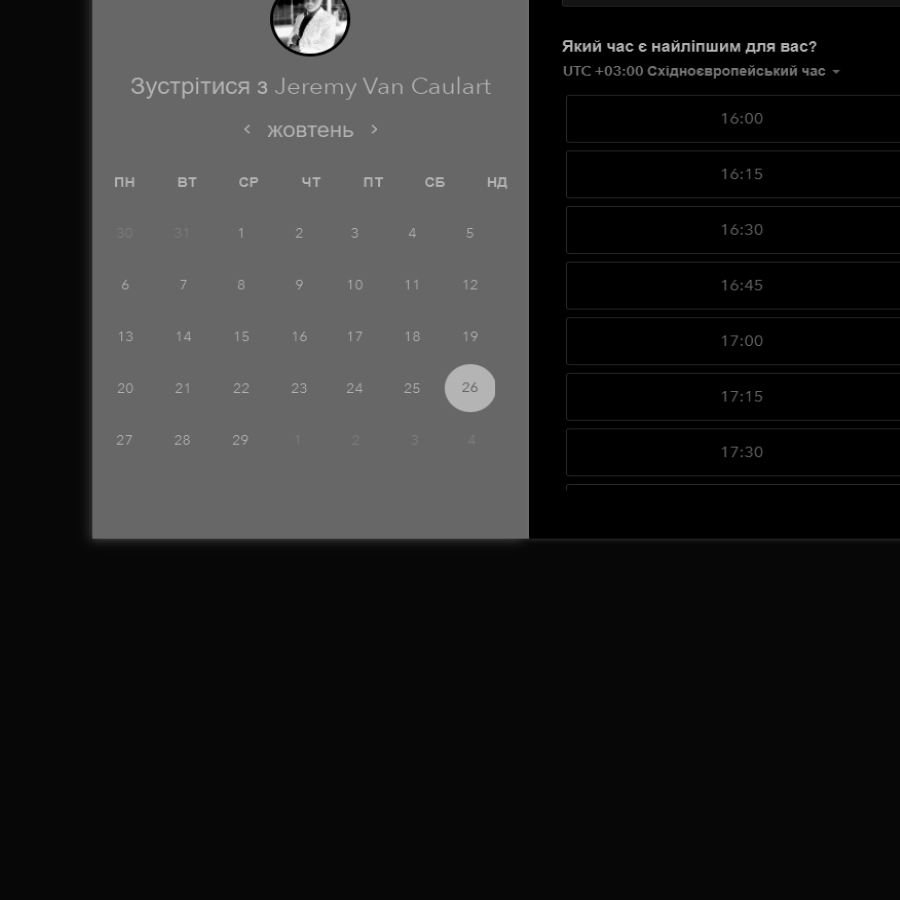 Зустрітися з Jeremy Van Caulart
жовтень
ПН ВТ СР ЧТ ПТ СБ НД
30 31 1 2 3 4 5
6 7 8 9 10 11 12
13 14 15 16 17 18 19
20 21 22 23 24 25 26
27 28 29 1 2 3 4
Який час є найліпшим для вас?
UTC +03:00 Східноєвропейський час
16:00
16:15
16:30
16:45
17:00
17:15
17:30